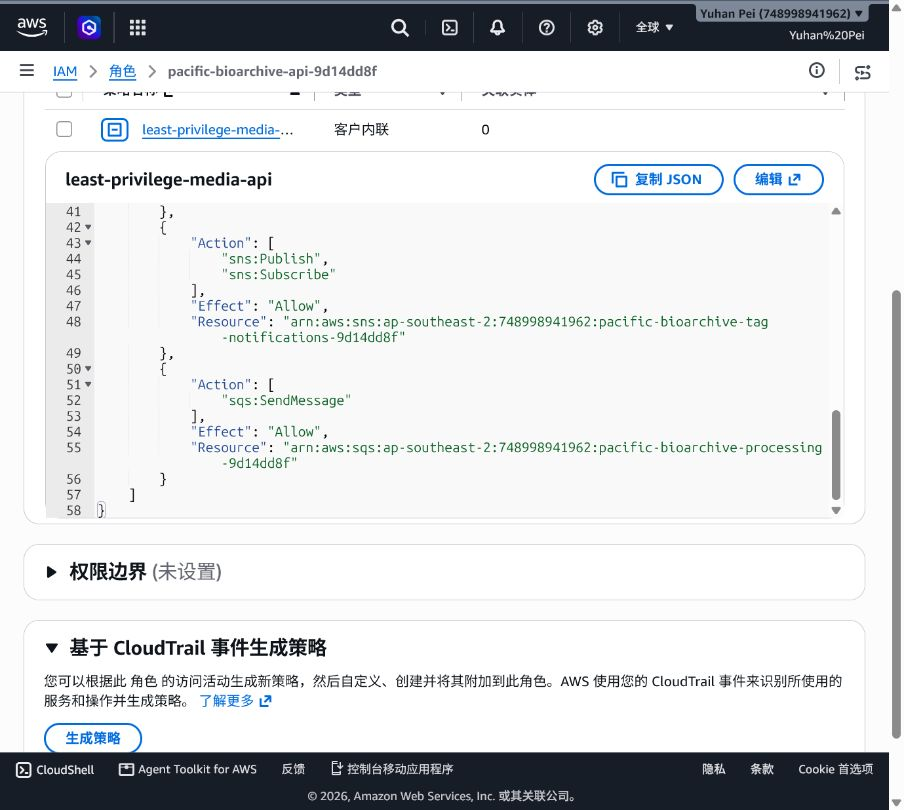 aws
全球
Yuhan Pei (748998941962)
Yuhan%20Pei
IAM 角色 pacific-bioarchive-api-9d14dd8f
least-privilege-media-... 客户内联 0
least-privilege-media-api 复制 JSON 编辑
41 },
42 {
43 "Action": [
44 "sns:Publish",
45 "sns:Subscribe"
46 ],
47 "Effect": "Allow",
48 "Resource": "arn:aws:sns:ap-southeast-2:748998941962:pacific-bioarchive-tag
-notifications-9d14dd8f"
49 },
50 {
51 "Action": [
52 "sqs:SendMessage"
53 ],
54 "Effect": "Allow",
55 "Resource": "arn:aws:sqs:ap-southeast-2:748998941962:pacific-bioarchive-processing
-9d14dd8f"
56 }
57 ]
58 }
权限边界 (未设置)
基于 CloudTrail 事件生成策略
您可以根据此 角色 的访问活动生成新策略，然后自定义、创建并将其附加到此角色。AWS 使用您的 CloudTrail 事件来识别所使用的
服务和操作并生成策略。 了解更多
生成策略
CloudShell Agent Toolkit for AWS 反馈 控制台移动应用程序 隐私 条款 Cookie 首选项
© 2026, Amazon Web Services, Inc. 或其关联公司。